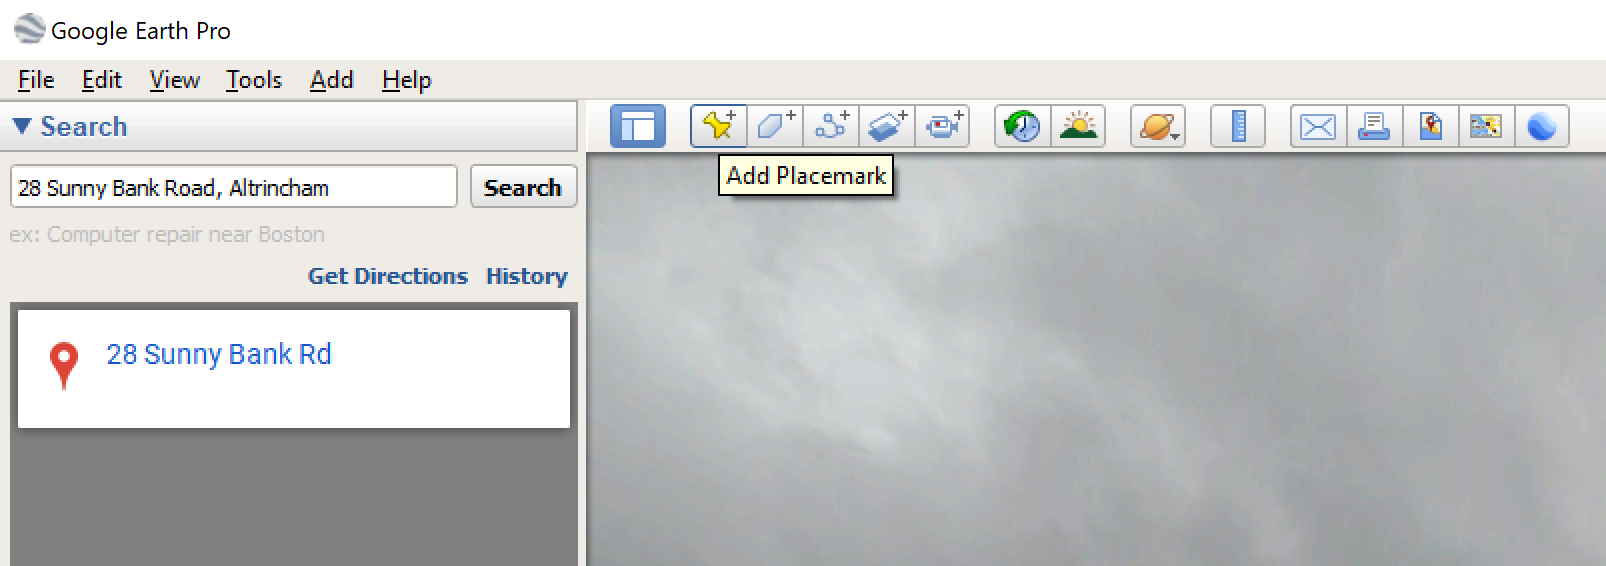 Google Earth Pro
File Edit View Tools Add Help
Search
28 Sunny Bank Road, Altrincham Search
ex: Computer repair near Boston
Get Directions History
28 Sunny Bank Rd
Add Placemark